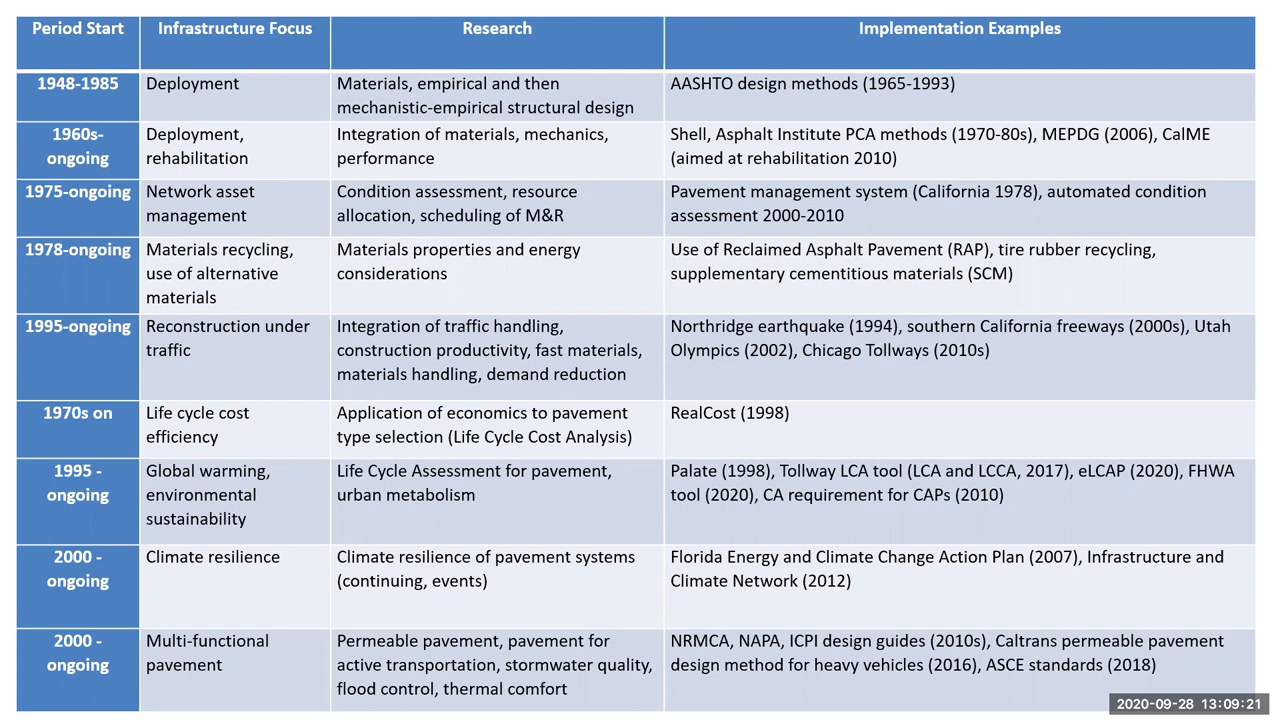 Period Start
Infrastructure Focus
Research
Implementation Examples
1948-1985
Deployment
Materials, empirical and then
mechanistic-empirical structural design
AASHTO design methods (1965-1993)
1960s-
ongoing
Deployment,
rehabilitation
Integration of materials, mechanics,
performance
Shell, Asphalt Institute PCA methods (1970-80s), MEPDG (2006), CalME
(aimed at rehabilitation 2010)
1975-ongoing
Network asset
management
Condition assessment, resource
allocation, scheduling of M&R
Pavement management system (California 1978), automated condition
assessment 2000-2010
1978-ongoing
Materials recycling,
use of alternative
materials
Materials properties and energy
considerations
Use of Reclaimed Asphalt Pavement (RAP), tire rubber recycling,
supplementary cementitious materials (SCM)
1995-ongoing
Reconstruction under
traffic
Integration of traffic handling,
construction productivity, fast materials,
materials handling, demand reduction
Northridge earthquake (1994), southern California freeways (2000s), Utah
Olympics (2002), Chicago Tollways (2010s)
1970s on
Life cycle cost
efficiency
Application of economics to pavement
type selection (Life Cycle Cost Analysis)
RealCost (1998)
1995 -
ongoing
Global warming,
environmental
sustainability
Life Cycle Assessment for pavement,
urban metabolism
Palate (1998), Tollway LCA tool (LCA and LCCA, 2017), eLCAP (2020), FHWA
tool (2020), CA requirement for CAPs (2010)
2000 -
ongoing
Climate resilience
Climate resilience of pavement systems
(continuing, events)
Florida Energy and Climate Change Action Plan (2007), Infrastructure and
Climate Network (2012)
2000 -
ongoing
Multi-functional
pavement
Permeable pavement, pavement for
active transportation, stormwater quality,
flood control, thermal comfort
NRMCA, NAPA, ICPI design guides (2010s), Caltrans permeable pavement
design method for heavy vehicles (2016), ASCE standards (2018)
2020-09-28 13:09:21